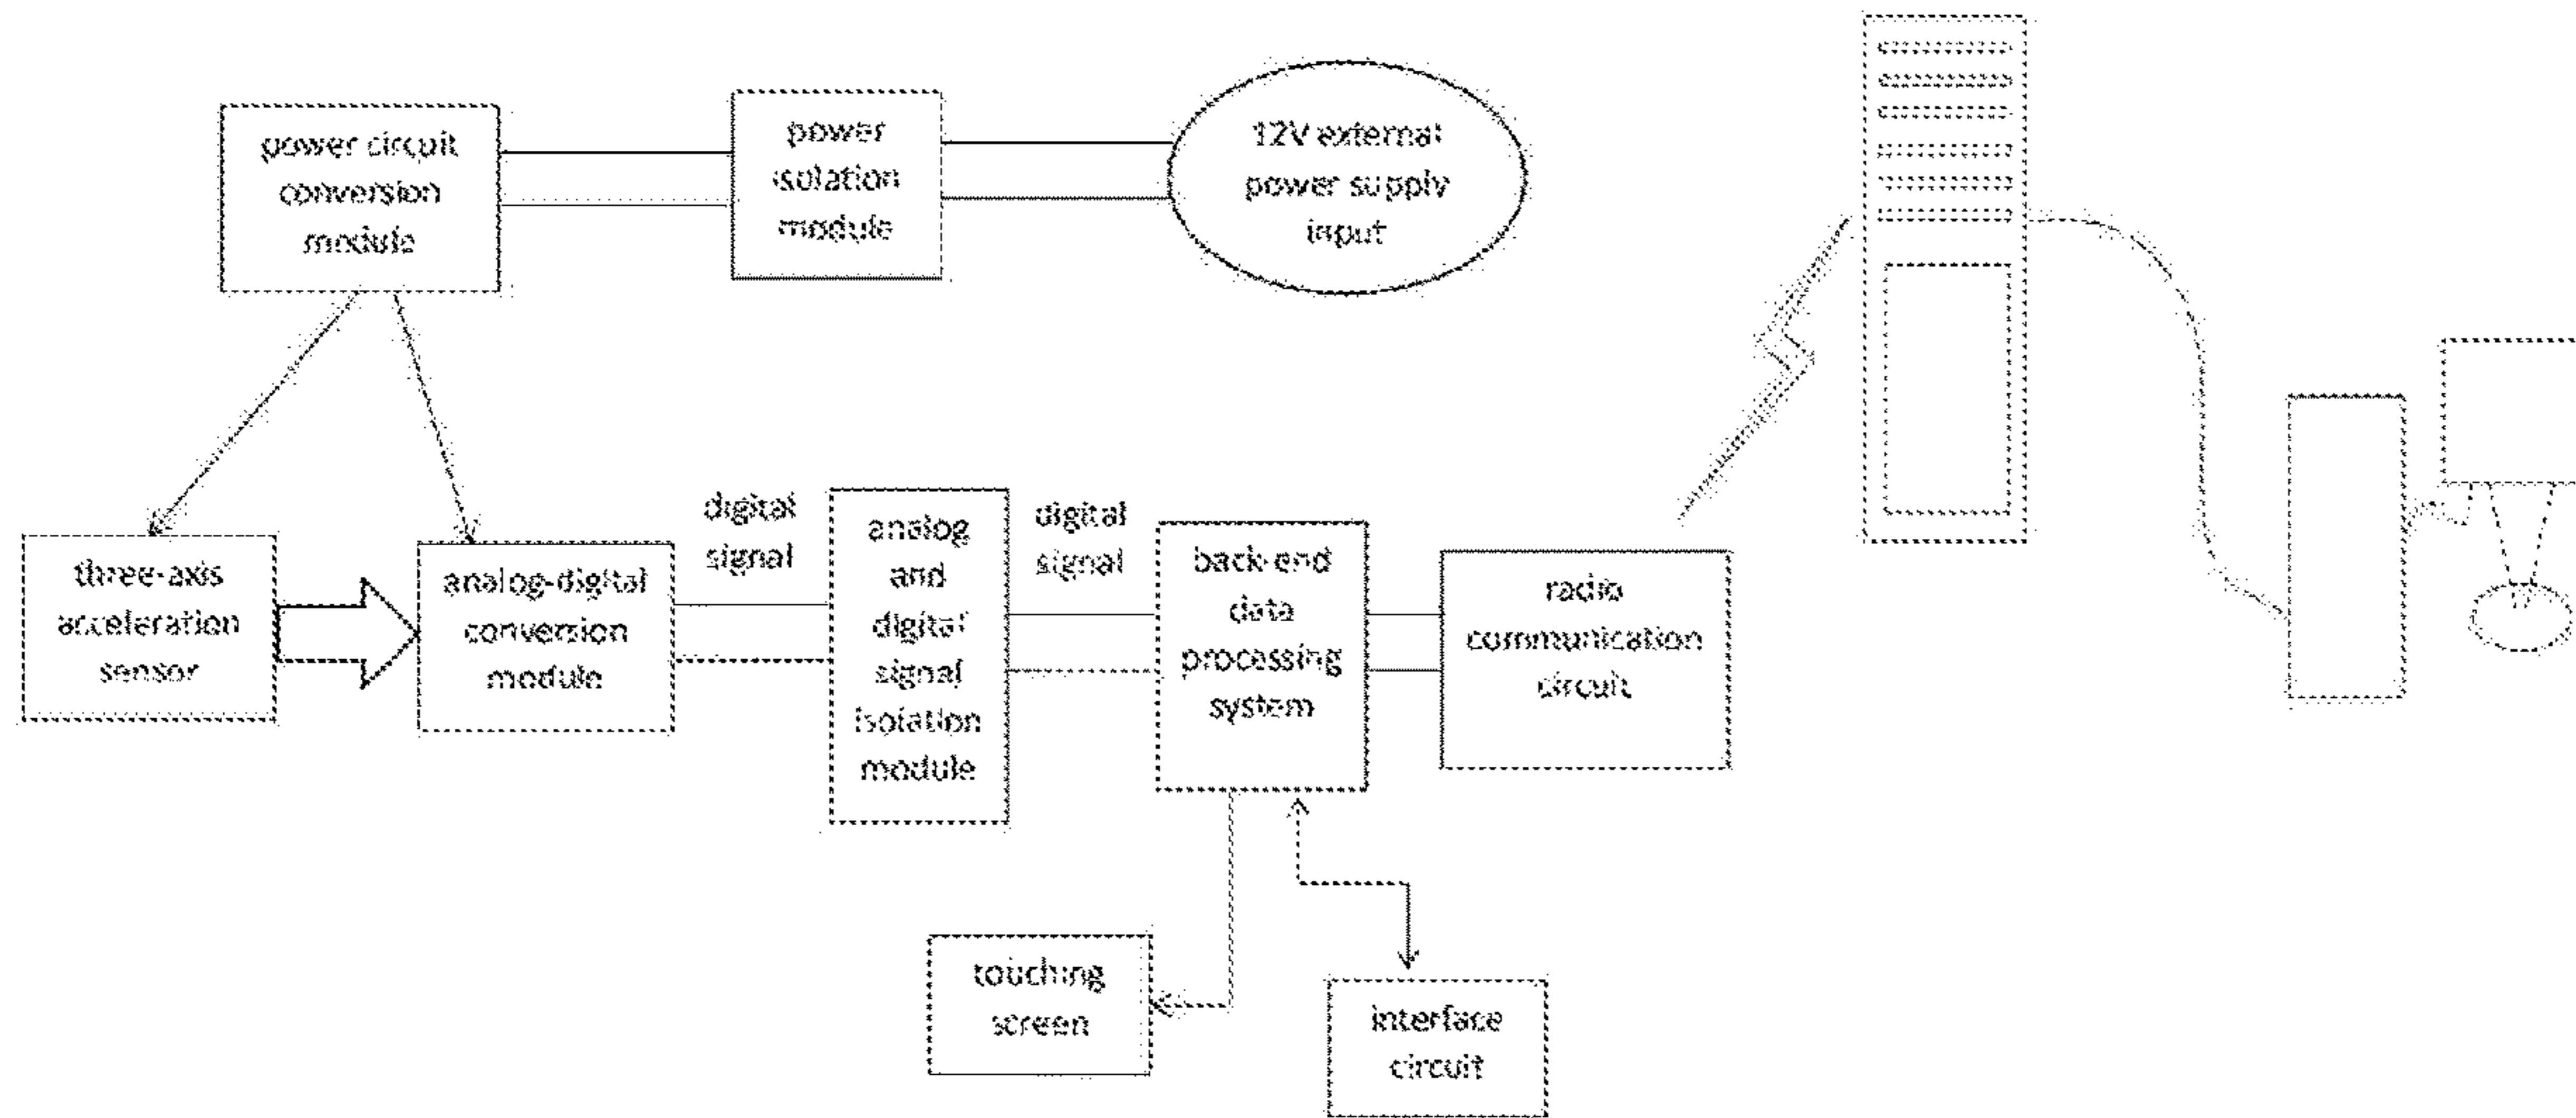 power circuit
conversion
module
power
isolation
module
12V external
power supply
input
three-axis
acceleration
sensor
analog-digital
conversion
module
digital
signal
analog
and
digital
signal
isolation
module
digital
signal
back-end
data
processing
system
radio
communication
circuit
touching
screen
interface
circuit